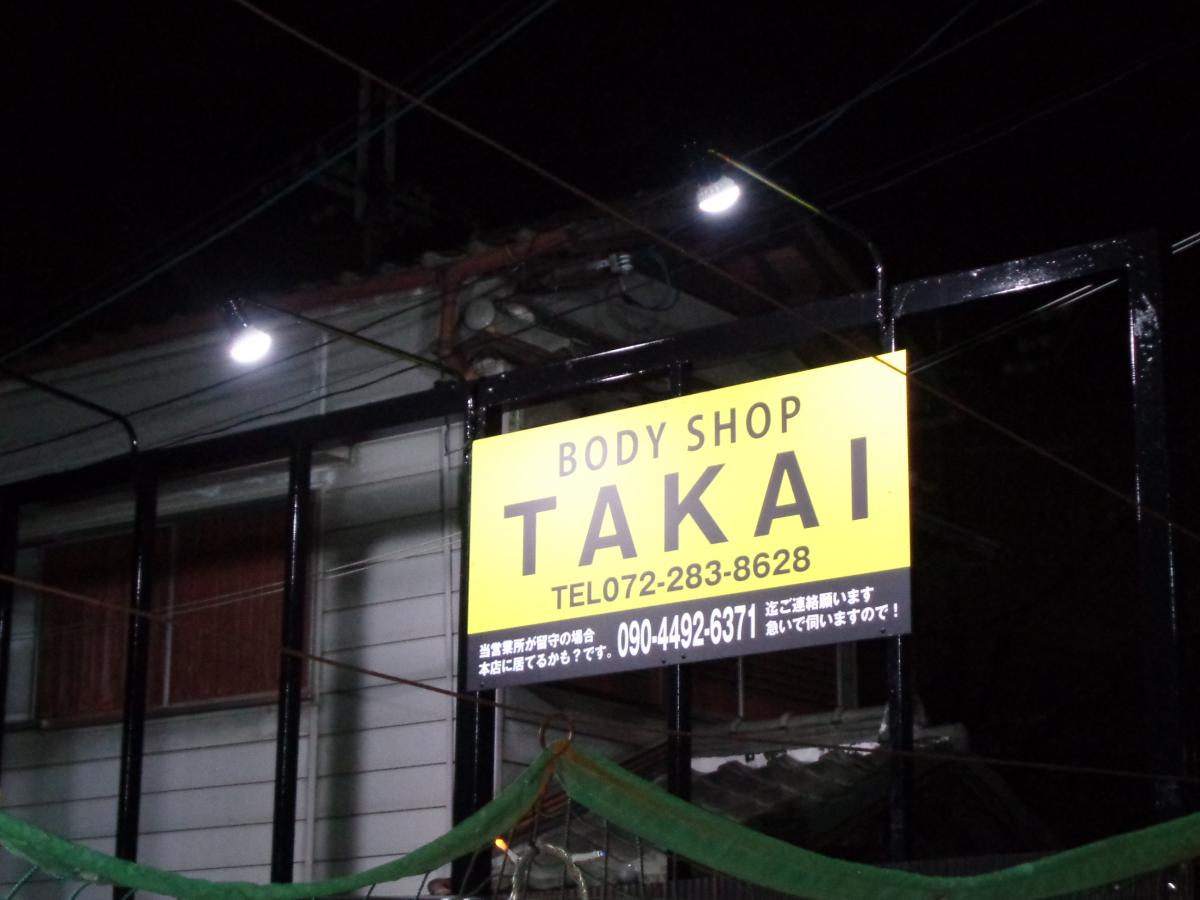 BODY SHOP
TAKAI
TEL072-283-8628
当営業所が留守の場合
本店に居てるかも？です。
090-4492-6371
迄ご連絡願います
急いで伺いますので！